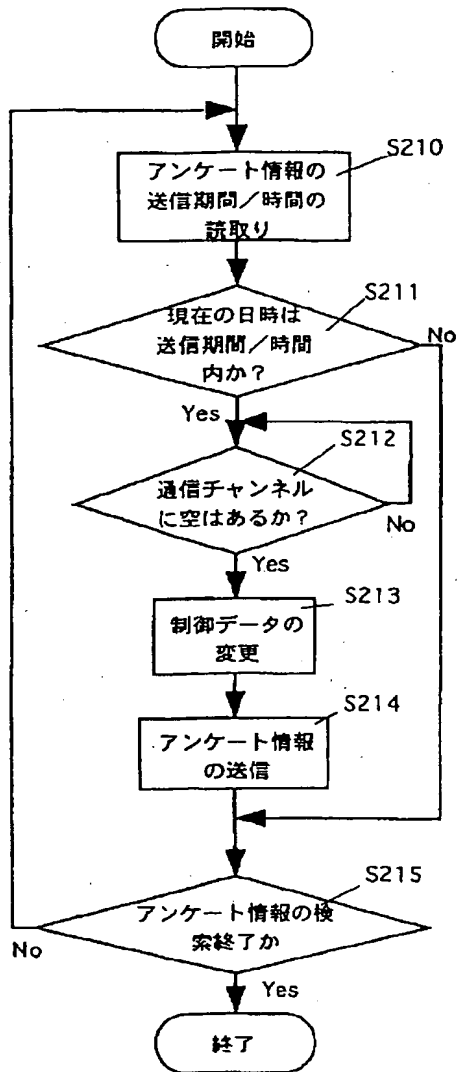 開始
S210
アンケート情報の
送信期間／時間の
読取り
S211
現在の日時は
送信期間／時間
内か？
No
Yes
S212
通信チャンネル
に空はあるか？
No
Yes
S213
制御データの
変更
S214
アンケート情報
の送信
S215
アンケート情報の検
索終了か
No
Yes
終了